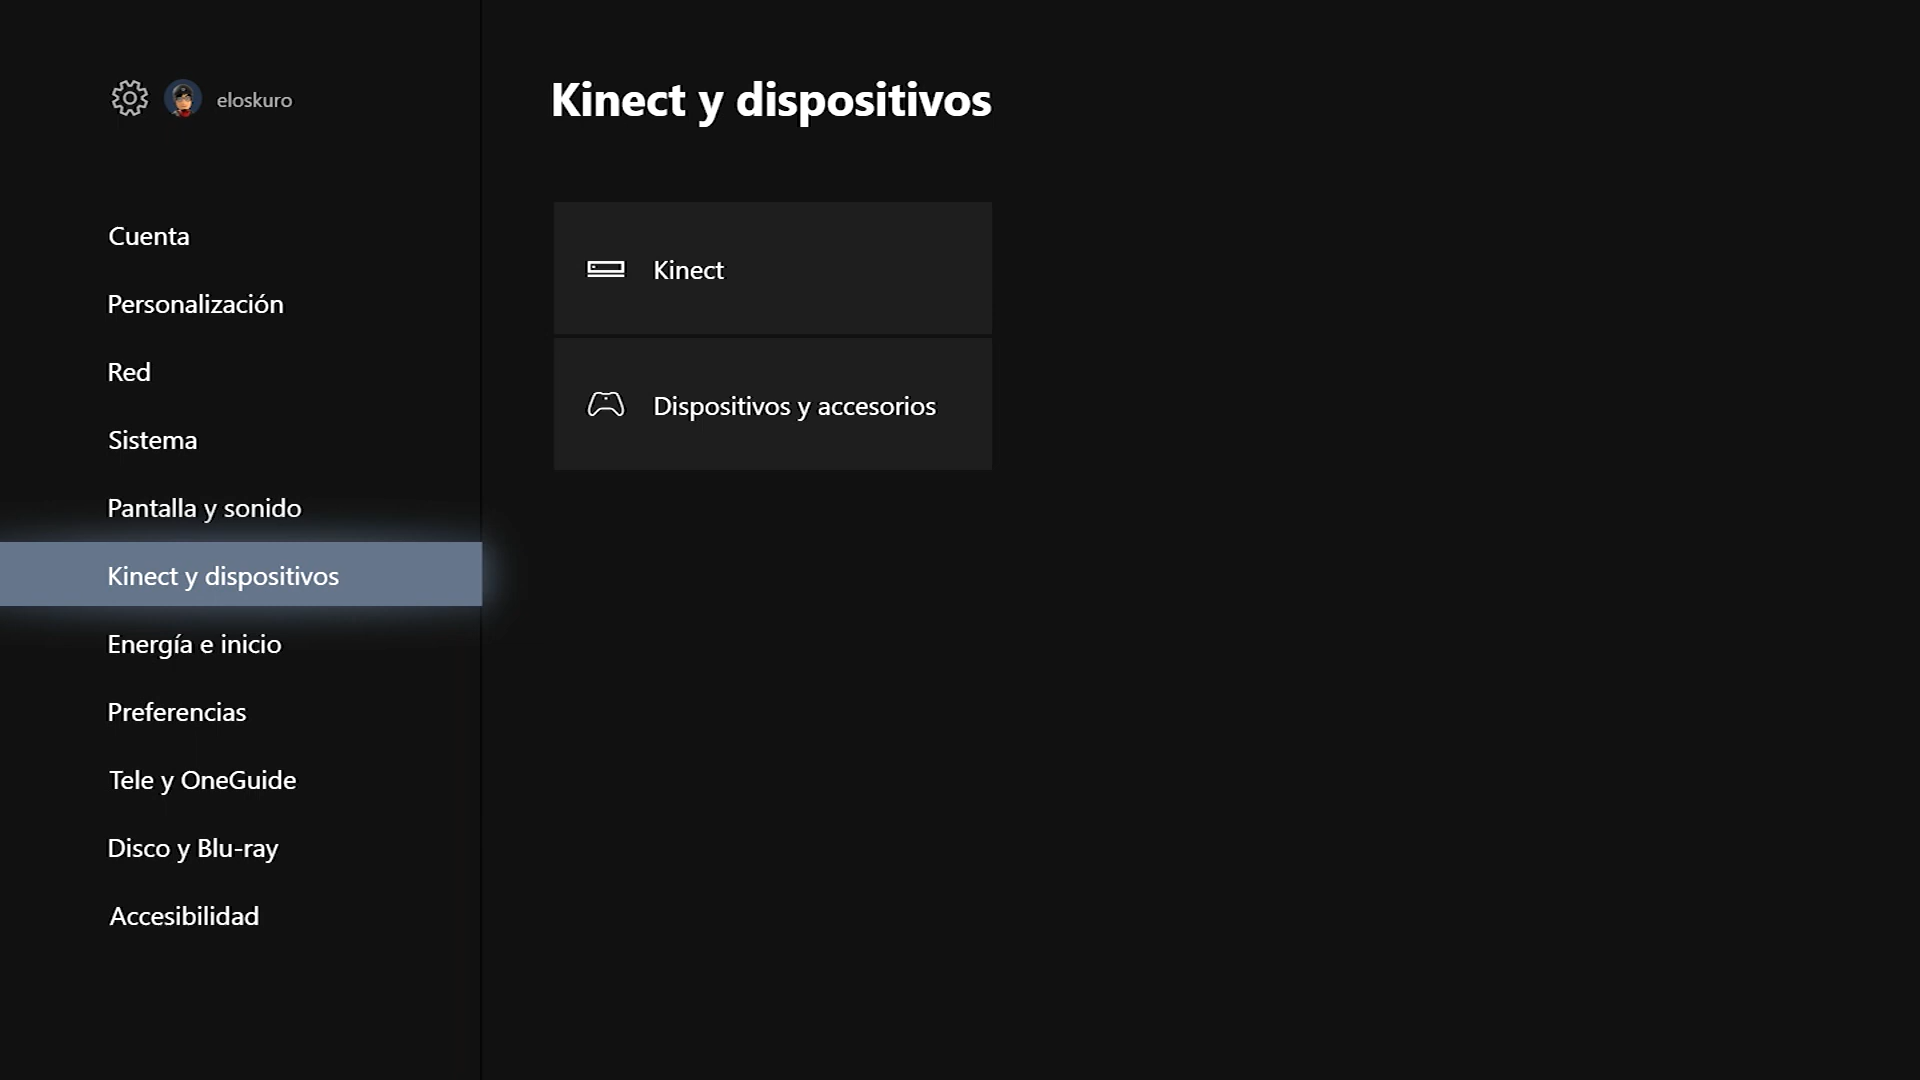 eloskuro
Cuenta
Personalización
Red
Sistema
Pantalla y sonido
Kinect y dispositivos
Energía e inicio
Preferencias
Tele y OneGuide
Disco y Blu-ray
Accesibilidad
Kinect y dispositivos
Kinect
Dispositivos y accesorios